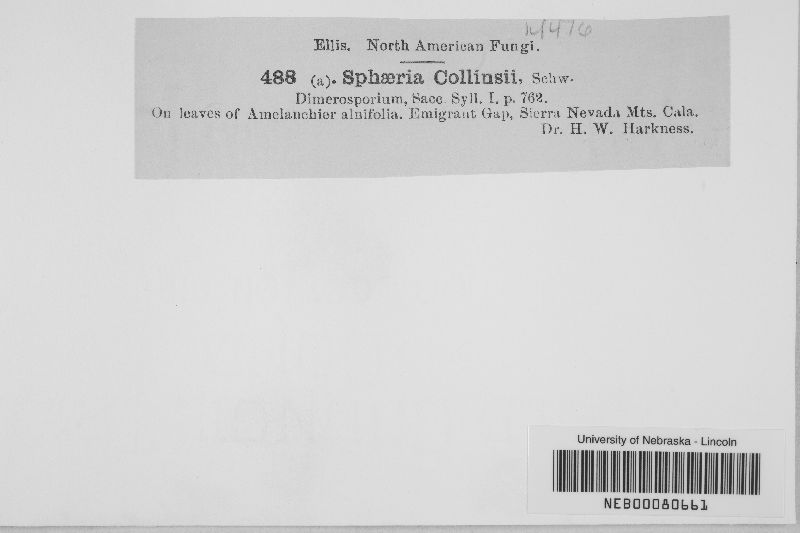 Ellis. North American Fungi.
488 (a). Sphæria Collinsii, Schw.
Dimerosporium, Sacc. Syll. I, p. 762.
On leaves of Amelanchier alnifolia. Emigrant Gap, Sierra Nevada Mts. Cala.
Dr. H. W. Harkness.
University of Nebraska - Lincoln
NEB00080661